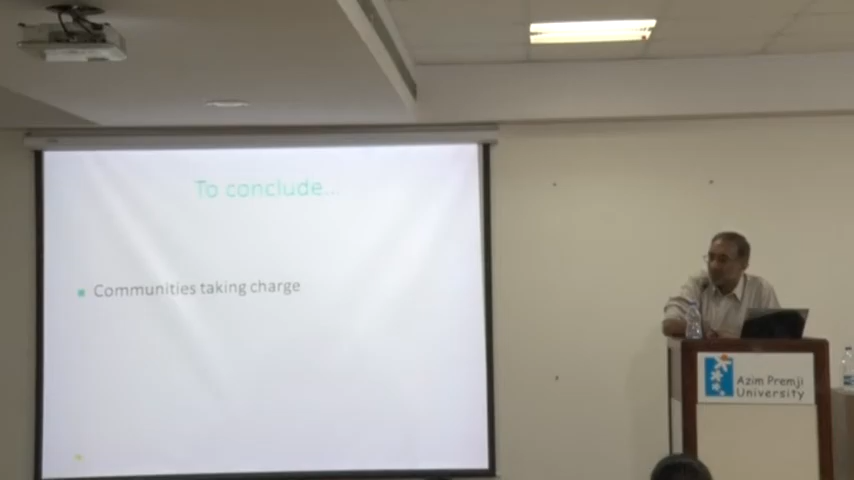 To conclude...
Communities taking charge
Azim Premji
University